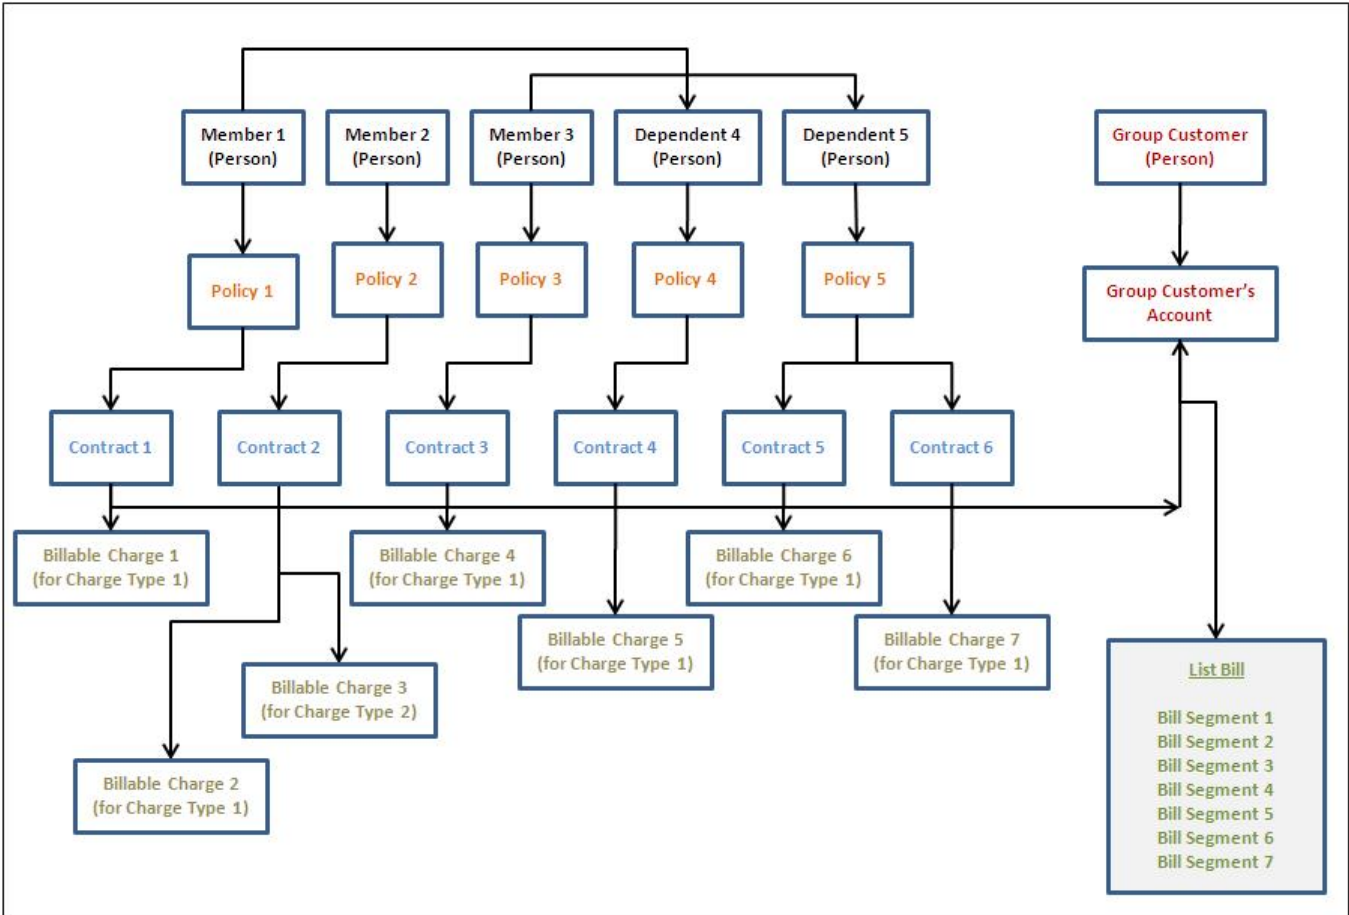 Member 1
(Person)
Member 2
(Person)
Member 3
(Person)
Dependent 4
(Person)
Dependent 5
(Person)
Group Customer
(Person)
Policy 1
Policy 2
Policy 3
Policy 4
Policy 5
Group Customer's
Account
Contract 1
Contract 2
Contract 3
Contract 4
Contract 5
Contract 6
Billable Charge 1
(for Charge Type 1)
Billable Charge 4
(for Charge Type 1)
Billable Charge 6
(for Charge Type 1)
Billable Charge 5
(for Charge Type 1)
Billable Charge 7
(for Charge Type 1)
Billable Charge 3
(for Charge Type 2)
Billable Charge 2
(for Charge Type 1)
List Bill
Bill Segment 1
Bill Segment 2
Bill Segment 3
Bill Segment 4
Bill Segment 5
Bill Segment 6
Bill Segment 7